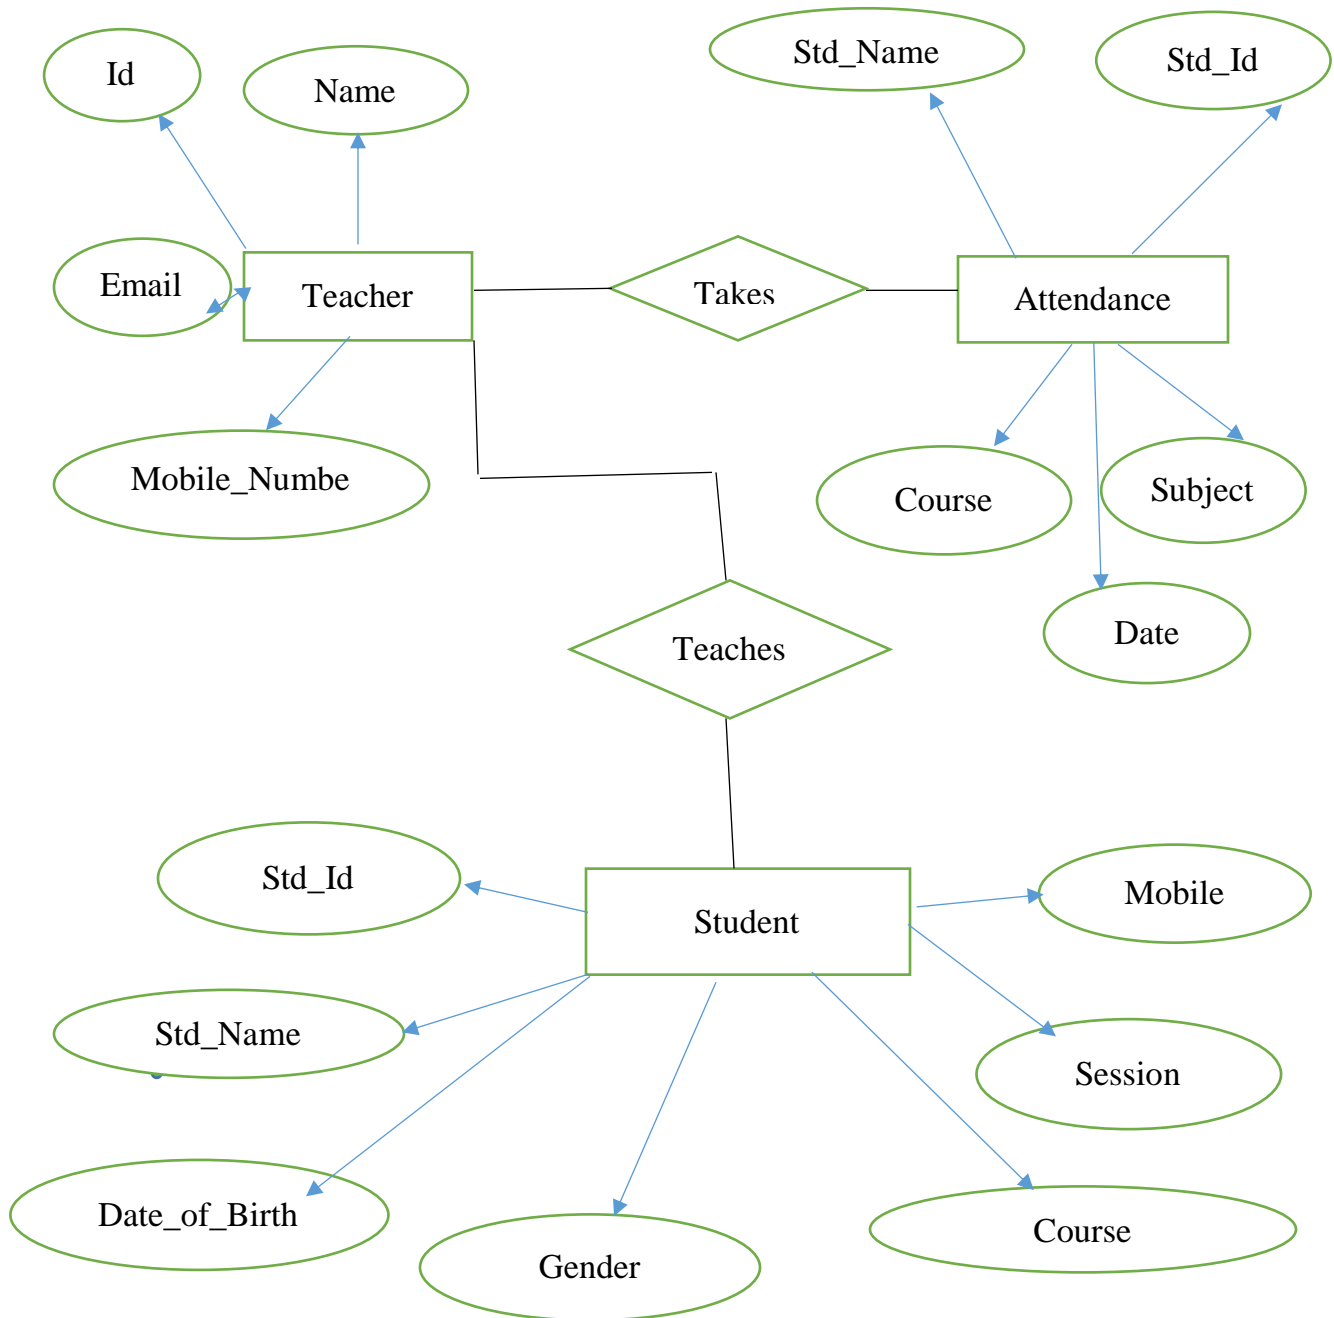 Id
Name
Std_Name
Std_Id
Email
Teacher
Takes
Attendance
Mobile_Numbe
Course
Subject
Date
Teaches
Std_Id
Student
Mobile
Std_Name
Session
Date_of_Birth
Gender
Course